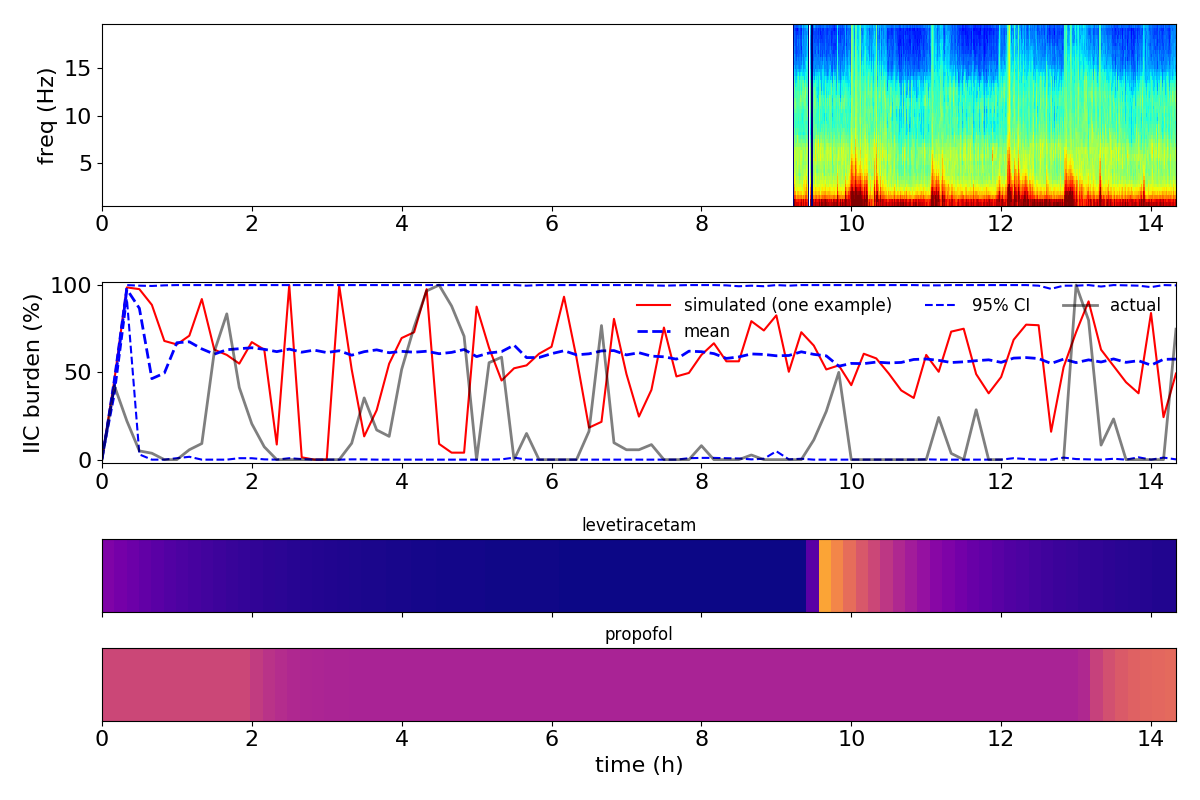 freq (Hz)
15
10
5
0 2 4 6 8 10 12 14
IIC burden (%)
100
50
0
simulated (one example)
mean
95% CI
actual
0 2 4 6 8 10 12 14
levetiracetam
propofol
0 2 4 6 8 10 12 14
time (h)